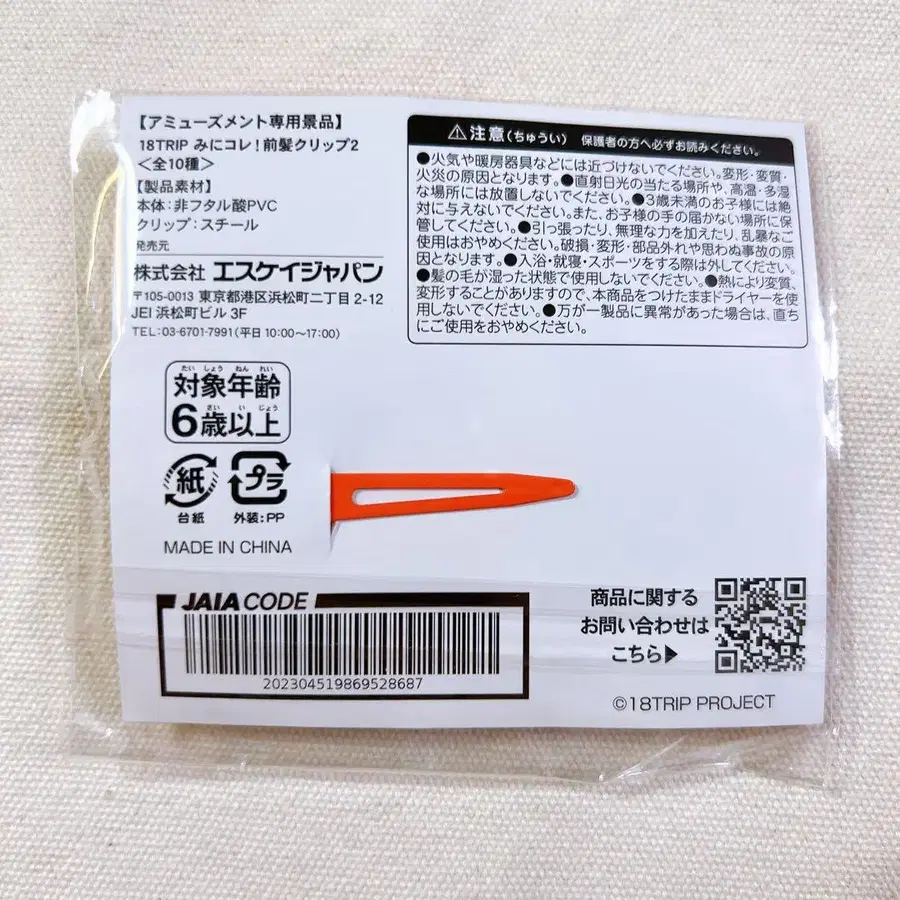 【アミューズメント専用景品】
18TRIP みにコレ!前髪クリップ2
<全10種>
【製品素材】
本体:非フタル酸PVC
クリップ:スチール
発売元
株式会社 エスケイジャパン
〒105-0013 東京都港区浜松町二丁目 2-12
JEI 浜松町ビル 3F
TEL:03-6701-7991(平日 10:00〜17:00)
⚠注意(ちゅうい) 保護者の方へ必ずお読みください。
●火気や暖房器具などには近づけないでください。変形・変質・
火災の原因となります。●直射日光の当たる場所や、高温・多湿
な場所には放置しないでください。●3歳未満のお子様には絶
対に与えないでください。また、お子様の手の届かない場所に保
管してください。●引っ張ったり、無理な力を加えたり、乱暴なご
使用はおやめください。破損・変形・部品外れや思わぬ事故の原
因となります。●入浴・就寝・スポーツをする際は外してください。
●髪の毛が湿った状態で使用しないでください。●熱により変質、
変形することがありますので、本商品をつけたままドライヤーを使
用しないでください。●万が一製品に異常があった場合は、直ち
にご使用をおやめください。
たい しょう ねん れい
対象年齢
さい い じょう
6歳以上
紙
プラ
台紙
外装:PP
MADE IN CHINA
JAIA CODE
202304519869528687
商品に関する
お問い合わせは
こちら▶
©18TRIP PROJECT